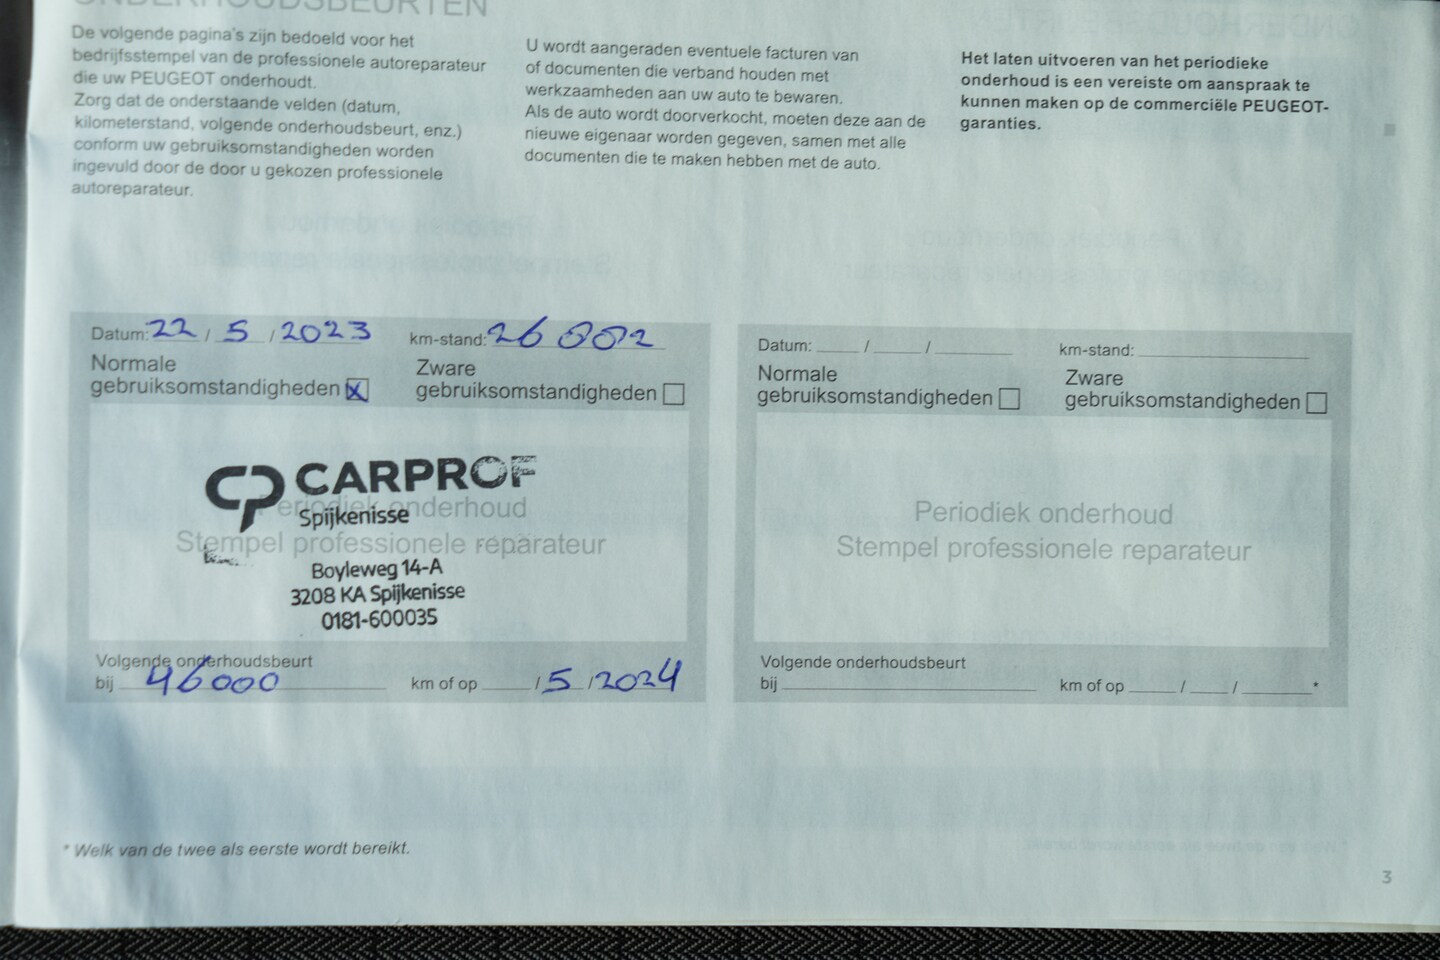 ONDERHOUDSBEURTEN
De volgende pagina's zijn bedoeld voor het
bedrijfsstempel van de professionele autoreparateur
die uw PEUGEOT onderhoudt.
Zorg dat de onderstaande velden (datum,
kilometerstand, volgende onderhoudsbeurt, enz.)
conform uw gebruiksomstandigheden worden
ingevuld door de door u gekozen professionele
autoreparateur.
U wordt aangeraden eventuele facturen van
of documenten die verband houden met
werkzaamheden aan uw auto te bewaren.
Als de auto wordt doorverkocht, moeten deze aan de
nieuwe eigenaar worden gegeven, samen met alle
documenten die te maken hebben met de auto.
Het laten uitvoeren van het periodieke
onderhoud is een vereiste om aanspraak te
kunnen maken op de commerciële PEUGEOT-
garanties.
Datum: 22 / 5 / 2023 km-stand: 26002
Normale
gebruiksomstandigheden x
Zware
gebruiksomstandigheden
CP CARPROF
Spijkenisse
Periodiek onderhoud
Stempel professionele reparateur
Boyleweg 14-A
3208 KA Spijkenisse
0181-600035
Volgende onderhoudsbeurt
bij 46000 km of op / 5 / 2024
Datum: / / km-stand:
Normale
gebruiksomstandigheden
Zware
gebruiksomstandigheden
Periodiek onderhoud
Stempel professionele reparateur
Volgende onderhoudsbeurt
bij km of op / / *
* Welk van de twee als eerste wordt bereikt.
3